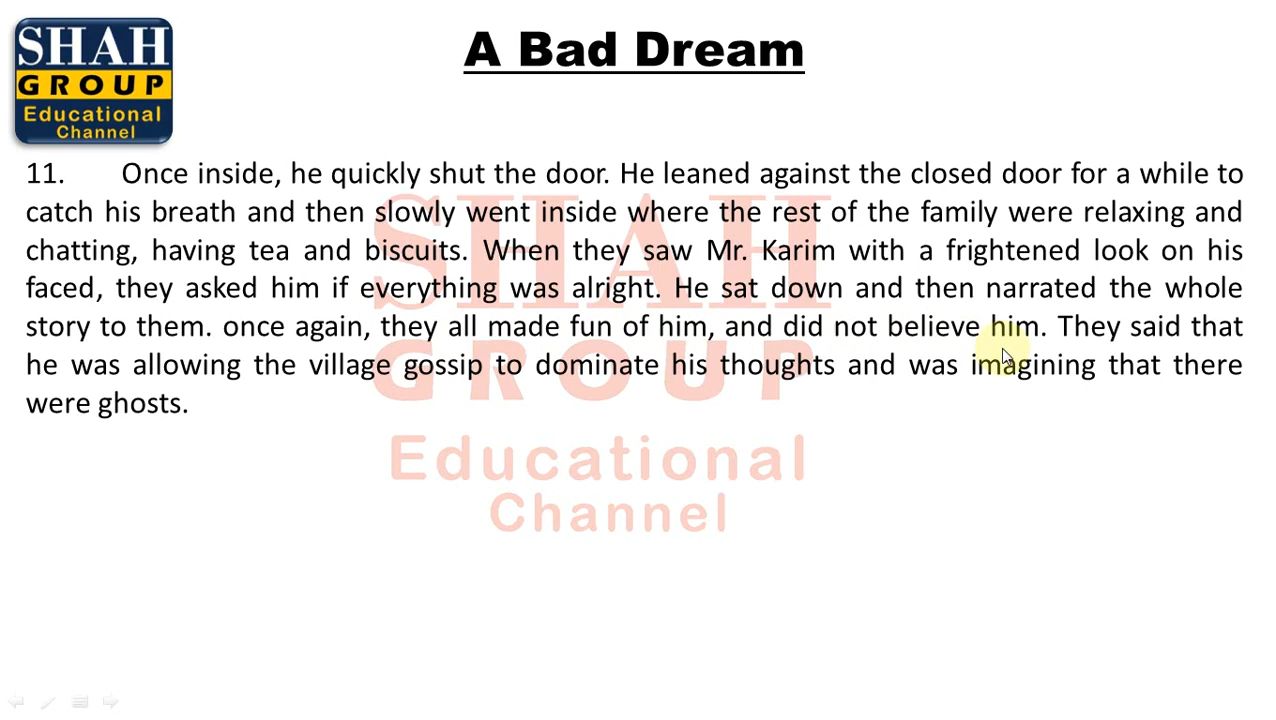 SHAH
GROUP
Educational
Channel
A Bad Dream
11. Once inside, he quickly shut the door. He leaned against the closed door for a while to
catch his breath and then slowly went inside where the rest of the family were relaxing and
chatting, having tea and biscuits. When they saw Mr. Karim with a frightened look on his
faced, they asked him if everything was alright. He sat down and then narrated the whole
story to them. once again, they all made fun of him, and did not believe him. They said that
he was allowing the village gossip to dominate his thoughts and was imagining that there
were ghosts.
SHAH
GROUP
Educational
Channel